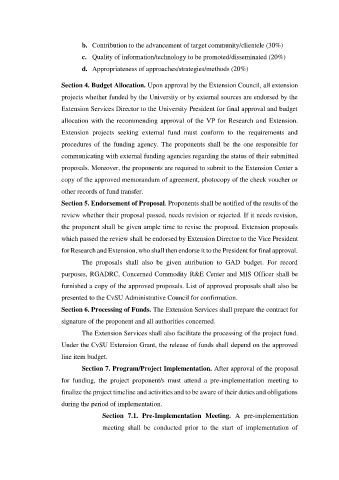 b. Contribution to the advancement of target community/clientele (30%)
c. Quality of information/technology to be promoted/disseminated (20%)
d. Appropriateness of approaches/strategies/methods (20%)
Section 4. Budget Allocation. Upon approval by the Extension Council, all extension
projects whether funded by the University or by external sources are endorsed by the
Extension Services Director to the University President for final approval and budget
allocation with the recommending approval of the VP for Research and Extension.
Extension projects seeking external fund must conform to the requirements and
procedures of the funding agency. The proponents shall be the one responsible for
communicating with external funding agencies regarding the status of their submitted
proposals. Moreover, the proponents are required to submit to the Extension Center a
copy of the approved memorandum of agreement, photocopy of the check voucher or
other records of fund transfer.
Section 5. Endorsement of Proposal. Proponents shall be notified of the results of the
review whether their proposal passed, needs revision or rejected. If it needs revision,
the proponent shall be given ample time to revise the proposal. Extension proposals
which passed the review shall be endorsed by Extension Director to the Vice President
for Research and Extension, who shall then endorse it to the President for final approval.
The proposals shall also be given attribution to GAD budget. For record
purposes, RGADRC, Concerned Commodity R&E Center and MIS Officer shall be
furnished a copy of the approved proposals. List of approved proposals shall also be
presented to the CvSU Administrative Council for confirmation.
Section 6. Processing of Funds. The Extension Services shall prepare the contract for
signature of the proponent and all authorities concerned.
The Extension Services shall also facilitate the processing of the project fund.
Under the CvSU Extension Grant, the release of funds shall depend on the approved
line item budget.
Section 7. Program/Project Implementation. After approval of the proposal
for funding, the project proponent/s must attend a pre-implementation meeting to
finalize the project timeline and activities and to be aware of their duties and obligations
during the period of implementation.
Section 7.1. Pre-Implementation Meeting. A pre-implementation
meeting shall be conducted prior to the start of implementation of